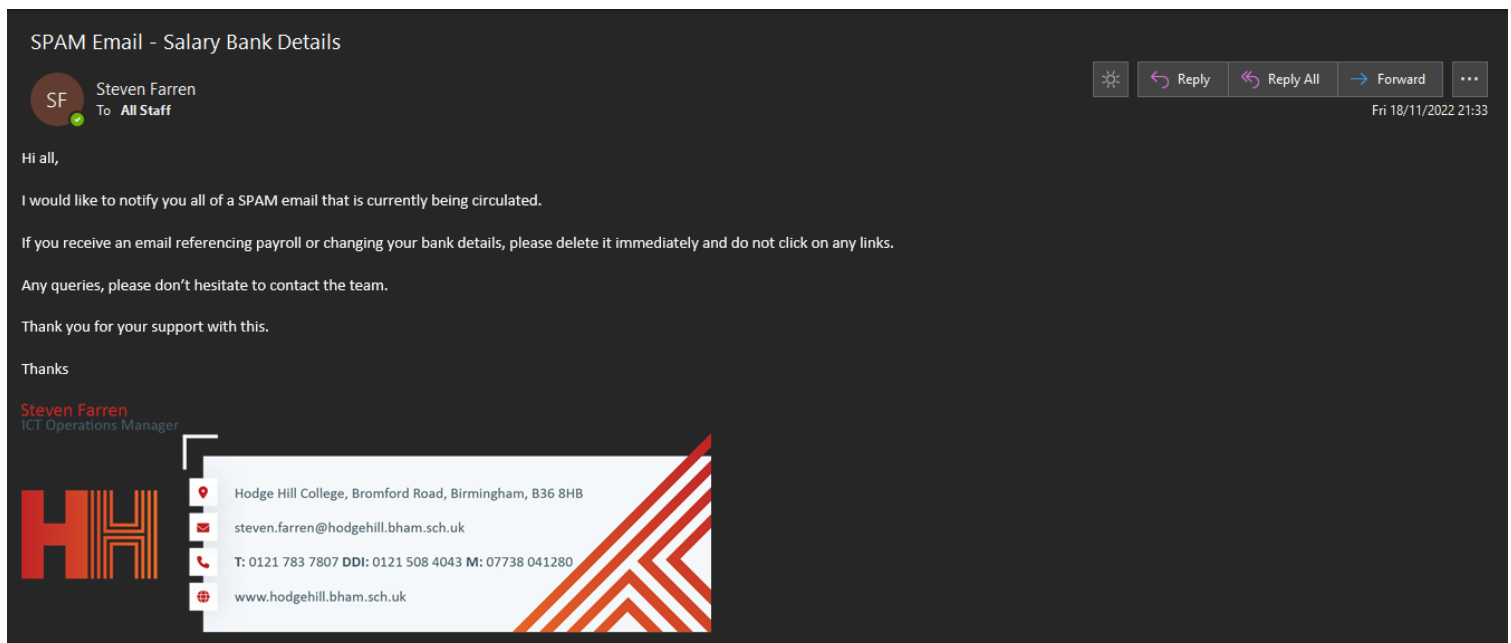 SPAM Email - Salary Bank Details
SF
Steven Farren
To All Staff
Reply
Reply All
Forward
Fri 18/11/2022 21:33
Hi all,
I would like to notify you all of a SPAM email that is currently being circulated.
If you receive an email referencing payroll or changing your bank details, please delete it immediately and do not click on any links.
Any queries, please don’t hesitate to contact the team.
Thank you for your support with this.
Thanks
Steven Farren
ICT Operations Manager
HH
Hodge Hill College, Bromford Road, Birmingham, B36 8HB
steven.farren@hodgehill.bham.sch.uk
T: 0121 783 7807 DDI: 0121 508 4043 M: 07738 041280
www.hodgehill.bham.sch.uk